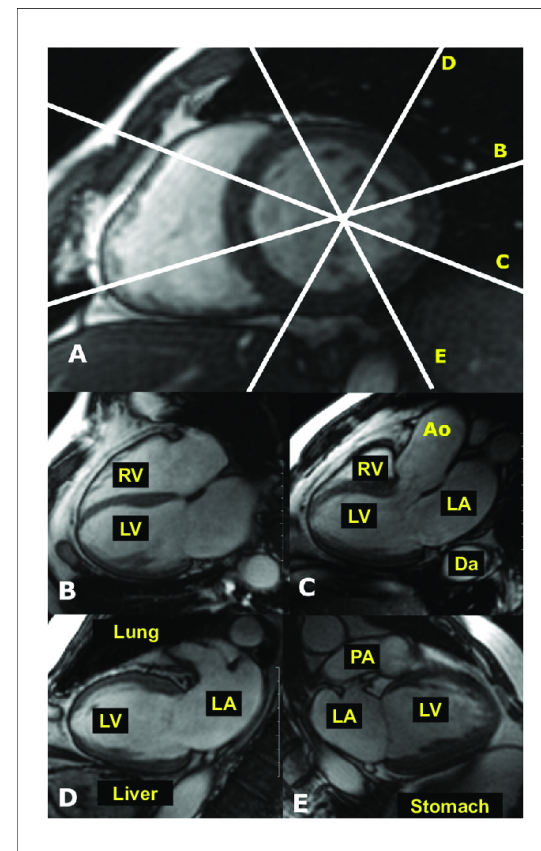 D
B
C
A
E
RV
LV
B
Ao
RV
LV
LA
Da
C
Lung
LV
LA
D
Liver
PA
LA
LV
E
Stomach